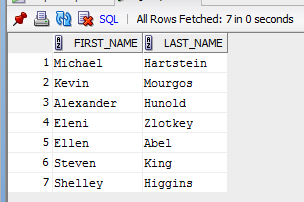 SQL | All Rows Fetched: 7 in 0 seconds
FIRST_NAME LAST_NAME
1 Michael Hartstein
2 Kevin Mourgos
3 Alexander Hunold
4 Eleni Zlotkey
5 Ellen Abel
6 Steven King
7 Shelley Higgins